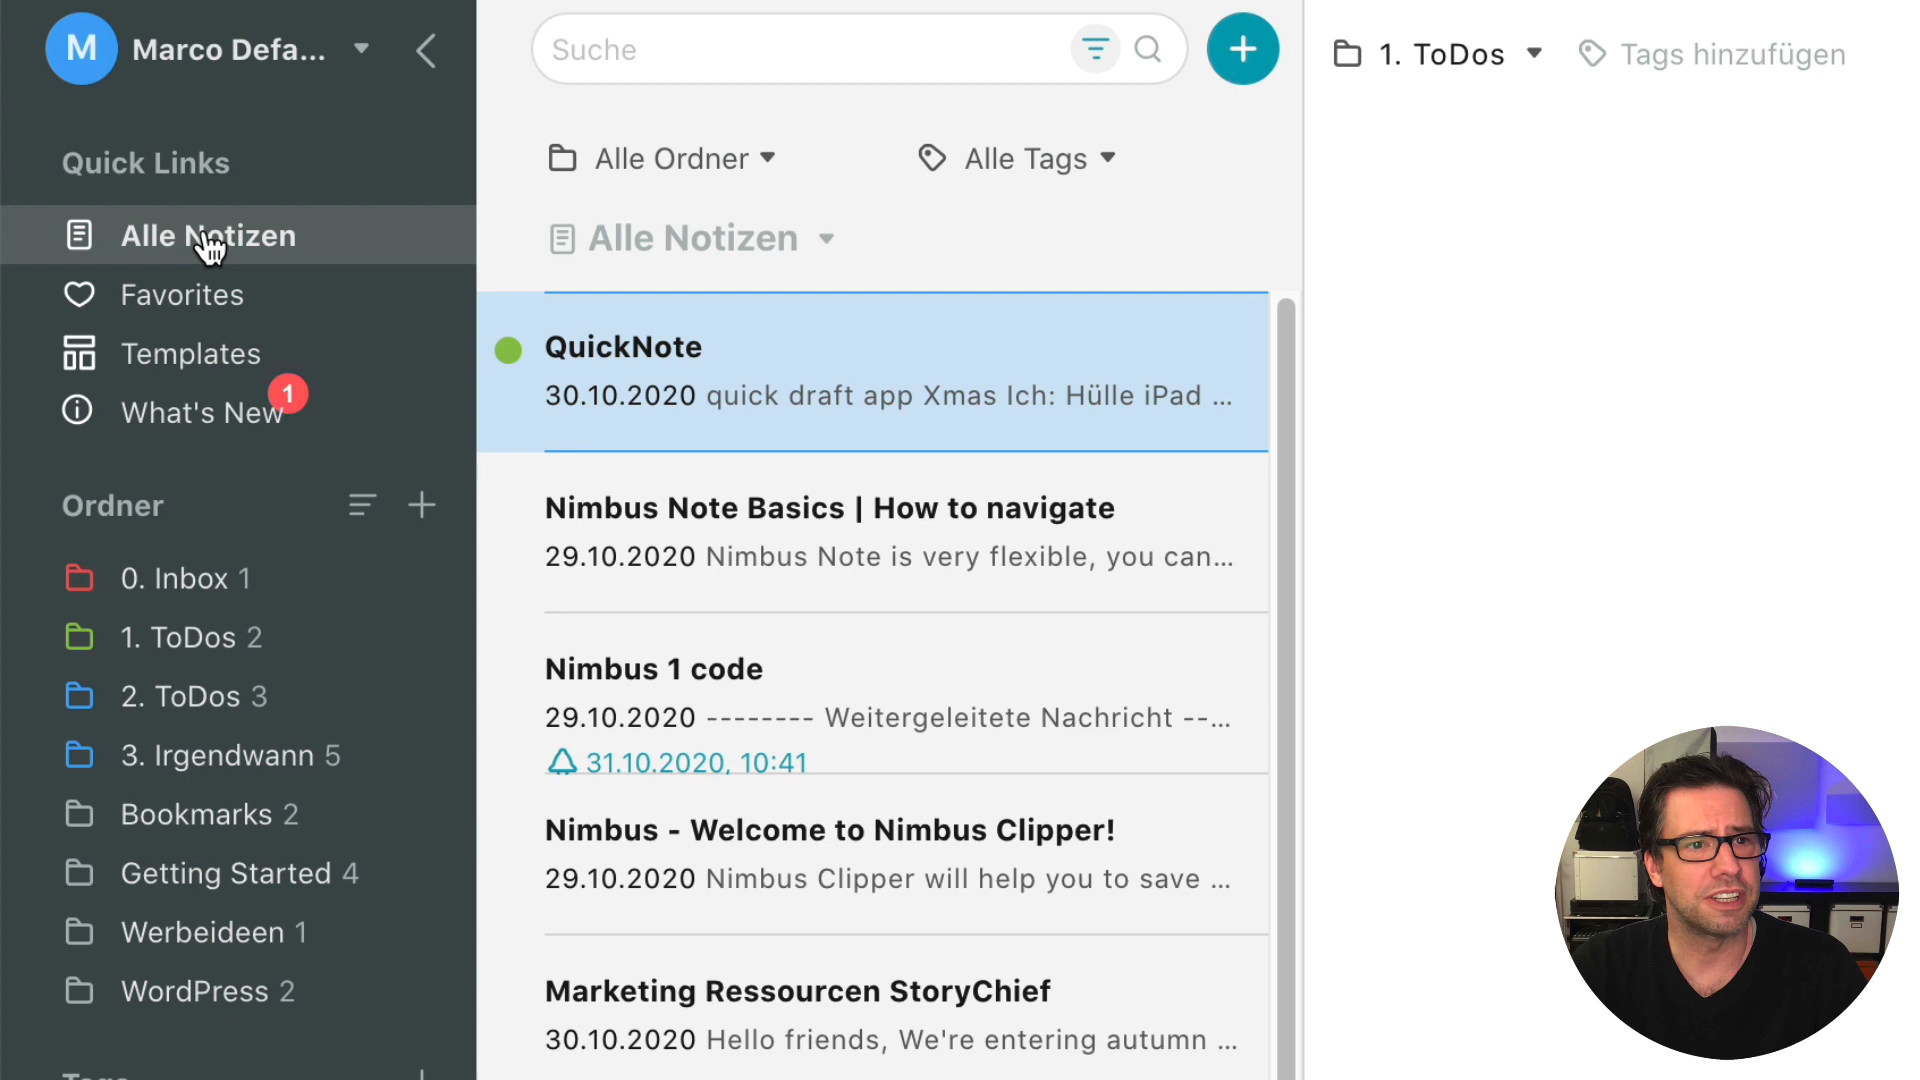 M Marco Defa...
Quick Links
Alle Notizen
Favorites
Templates
What's New 1
Ordner
0. Inbox 1
1. ToDos 2
2. ToDos 3
3. Irgendwann 5
Bookmarks 2
Getting Started 4
Werbeideen 1
WordPress 2
Tags
Suche
Alle Ordner
Alle Tags
Alle Notizen
QuickNote
30.10.2020 quick draft app Xmas Ich: Hülle iPad ...
Nimbus Note Basics | How to navigate
29.10.2020 Nimbus Note is very flexible, you can...
Nimbus 1 code
29.10.2020 -------- Weitergeleitete Nachricht --...
31.10.2020, 10:41
Nimbus - Welcome to Nimbus Clipper!
29.10.2020 Nimbus Clipper will help you to save ...
Marketing Ressourcen StoryChief
30.10.2020 Hello friends, We're entering autumn ...
1. ToDos
Tags hinzufügen